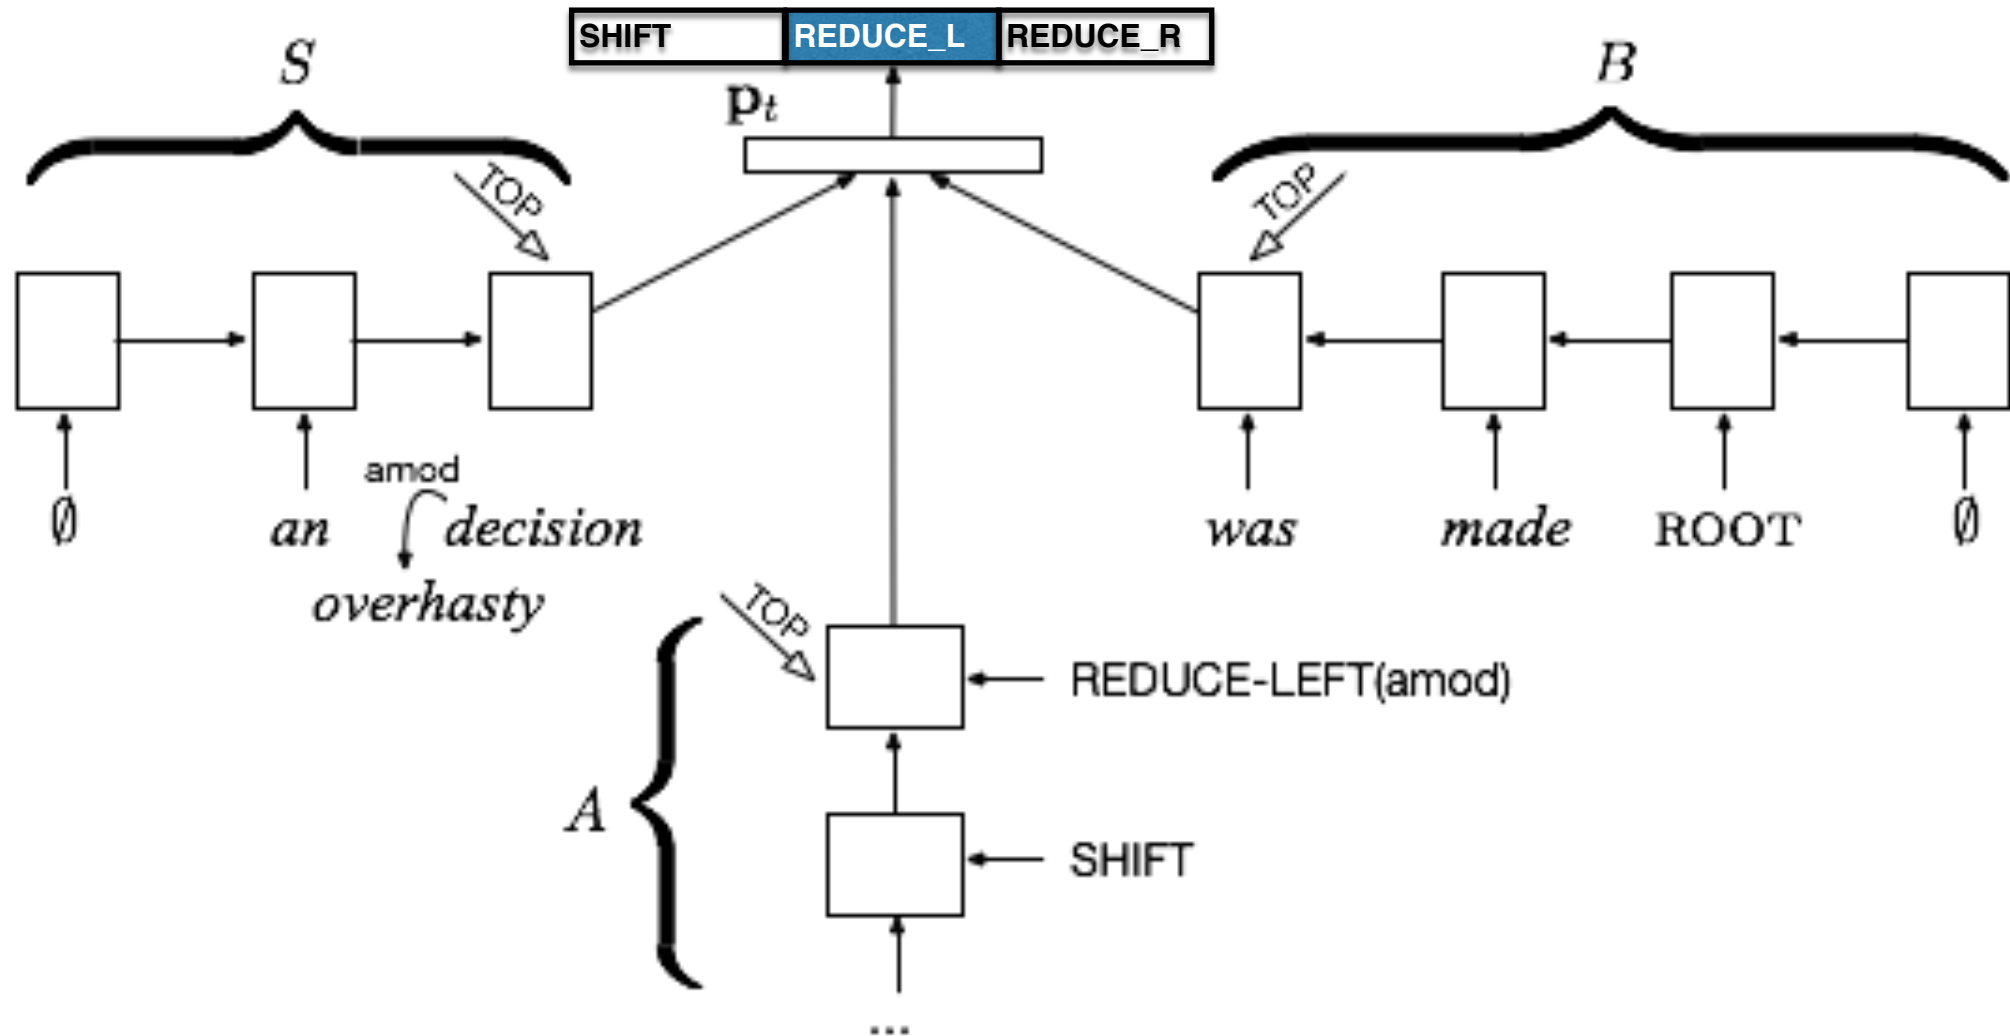 SHIFT REDUCE_L REDUCE_R
S
B
p_t
TOP
TOP
amod
∅ an decision was made ROOT ∅
overhasty
TOP
REDUCE-LEFT(amod)
A
SHIFT
...